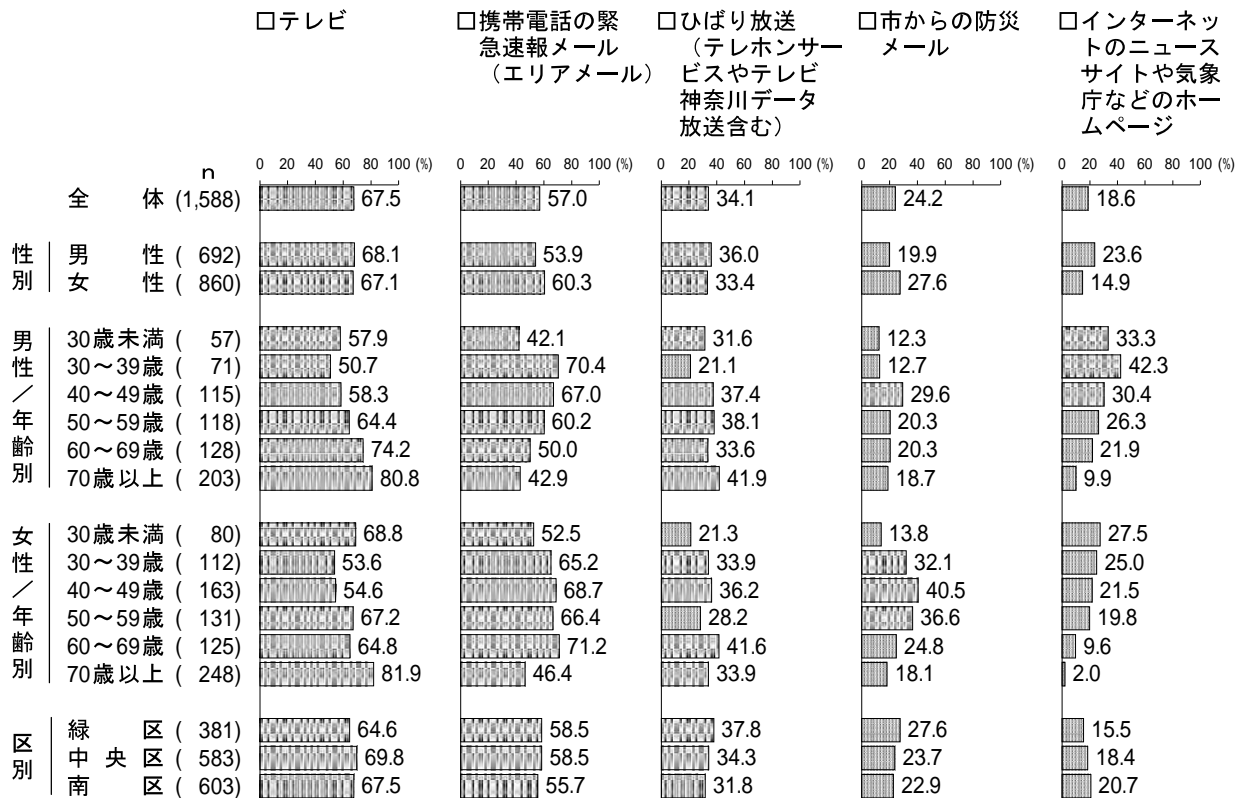 □テレビ □携帯電話の緊 □ひばり放送 □市からの防災 □インターネッ
急速報メール （テレホンサー メール トのニュース
（エリアメール） ビスやテレビ サイトや気象
神奈川データ 庁などのホー
放送含む） ムページ
n 0 20 40 60 80 100 (%) 0 20 40 60 80 100 (%) 0 20 40 60 80 100 (%) 0 20 40 60 80 100 (%) 0 20 40 60 80 100 (%)
全体 (1,588) 67.5 57.0 34.1 24.2 18.6
性別
男性 ( 692) 68.1 53.9 36.0 19.9 23.6
女性 ( 860) 67.1 60.3 33.4 27.6 14.9
男性／年齢別
30歳未満 ( 57) 57.9 42.1 31.6 12.3 33.3
30～39歳 ( 71) 50.7 70.4 21.1 12.7 42.3
40～49歳 ( 115) 58.3 67.0 37.4 29.6 30.4
50～59歳 ( 118) 64.4 60.2 38.1 20.3 26.3
60～69歳 ( 128) 74.2 50.0 33.6 20.3 21.9
70歳以上 ( 203) 80.8 42.9 41.9 18.7 9.9
女性／年齢別
30歳未満 ( 80) 68.8 52.5 21.3 13.8 27.5
30～39歳 ( 112) 53.6 65.2 33.9 32.1 25.0
40～49歳 ( 163) 54.6 68.7 36.2 40.5 21.5
50～59歳 ( 131) 67.2 66.4 28.2 36.6 19.8
60～69歳 ( 125) 64.8 71.2 41.6 24.8 9.6
70歳以上 ( 248) 81.9 46.4 33.9 18.1 2.0
区別
緑区 ( 381) 64.6 58.5 37.8 27.6 15.5
中央区 ( 583) 69.8 58.5 34.3 23.7 18.4
南区 ( 603) 67.5 55.7 31.8 22.9 20.7